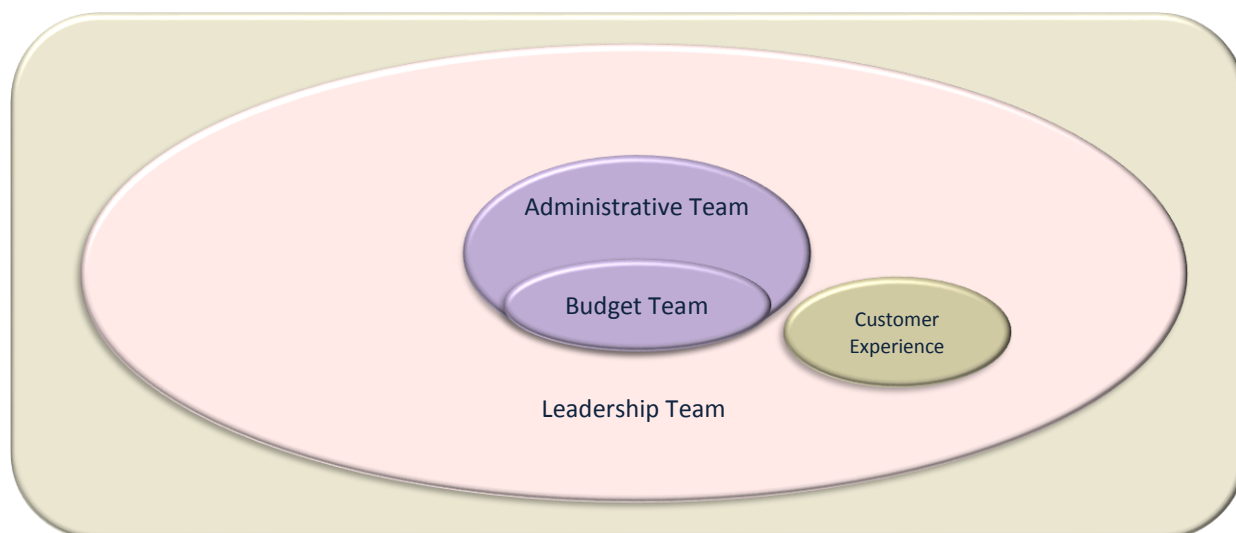 Administrative Team
Budget Team
Customer
Experience
Leadership Team